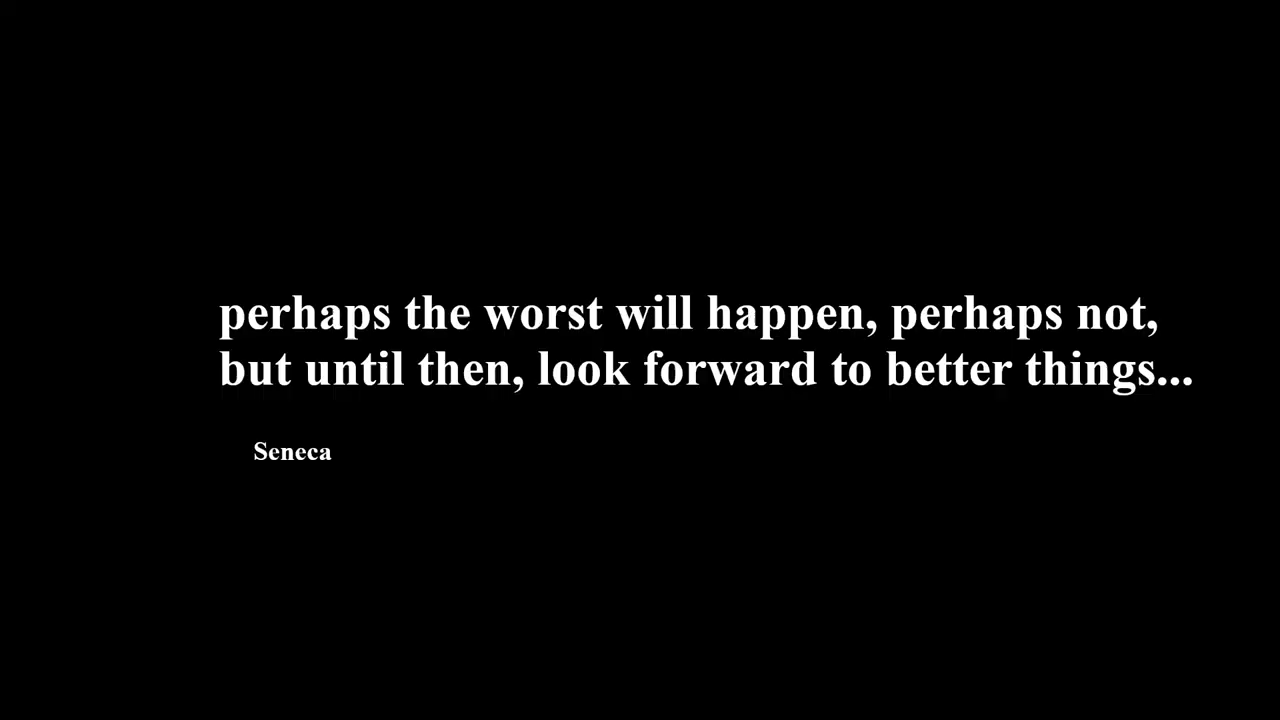 perhaps the worst will happen, perhaps not,
but until then, look forward to better things...
Seneca